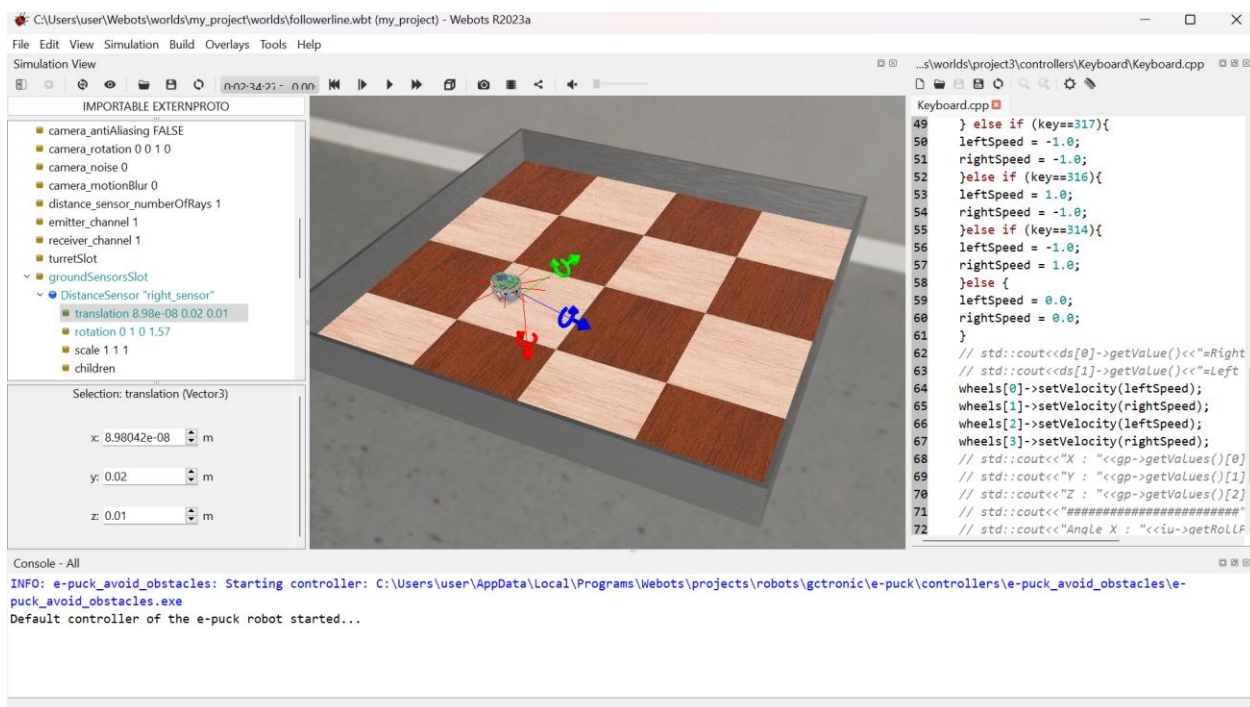 C:\Users\user\Webots\worlds\my_project\worlds\followerline.wbt (my_project) - Webots R2023a
File Edit View Simulation Build Overlays Tools Help
Simulation View
IMPORTABLE EXTERNPROTO
camera_antiAliasing FALSE
camera_rotation 0 0 1 0
camera_noise 0
camera_motionBlur 0
distance_sensor_numberOfRays 1
emitter_channel 1
receiver_channel 1
turretSlot
groundSensorsSlot
DistanceSensor "right_sensor"
translation 8.98e-08 0.02 0.01
rotation 0 1 0 1.57
scale 1 1 1
children
Selection: translation (Vector3)
x: 8.98042e-08 m
y: 0.02 m
z: 0.01 m
...s\worlds\project3\controllers\Keyboard\Keyboard.cpp
Keyboard.cpp
49 } else if (key==317){
50 leftSpeed = -1.0;
51 rightSpeed = -1.0;
52 }else if (key==316){
53 leftSpeed = 1.0;
54 rightSpeed = -1.0;
55 }else if (key==314){
56 leftSpeed = -1.0;
57 rightSpeed = 1.0;
58 }else {
59 leftSpeed = 0.0;
60 rightSpeed = 0.0;
61 }
62 // std::cout<<ds[0]->getValue()<<"=Right
63 // std::cout<<ds[1]->getValue()<<"=Left
64 wheels[0]->setVelocity(leftSpeed);
65 wheels[1]->setVelocity(rightSpeed);
66 wheels[2]->setVelocity(leftSpeed);
67 wheels[3]->setVelocity(rightSpeed);
68 // std::cout<<"X : "<<gp->getValues()[0]
69 // std::cout<<"Y : "<<gp->getValues()[1]
70 // std::cout<<"Z : "<<gp->getValues()[2]
71 // std::cout<<"########################"
72 // std::cout<<"Angle X : "<<iu->getRollP
Console - All
INFO: e-puck_avoid_obstacles: Starting controller: C:\Users\user\AppData\Local\Programs\Webots\projects\robots\gctronic\e-puck\controllers\e-puck_avoid_obstacles\e-
puck_avoid_obstacles.exe
Default controller of the e-puck robot started...